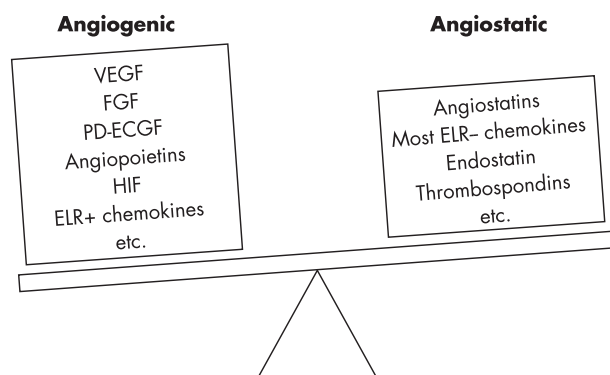 Angiogenic
VEGF
FGF
PD-ECGF
Angiopoietins
HIF
ELR+ chemokines
etc.
Angiostatic
Angiostatins
Most ELR– chemokines
Endostatin
Thrombospondins
etc.